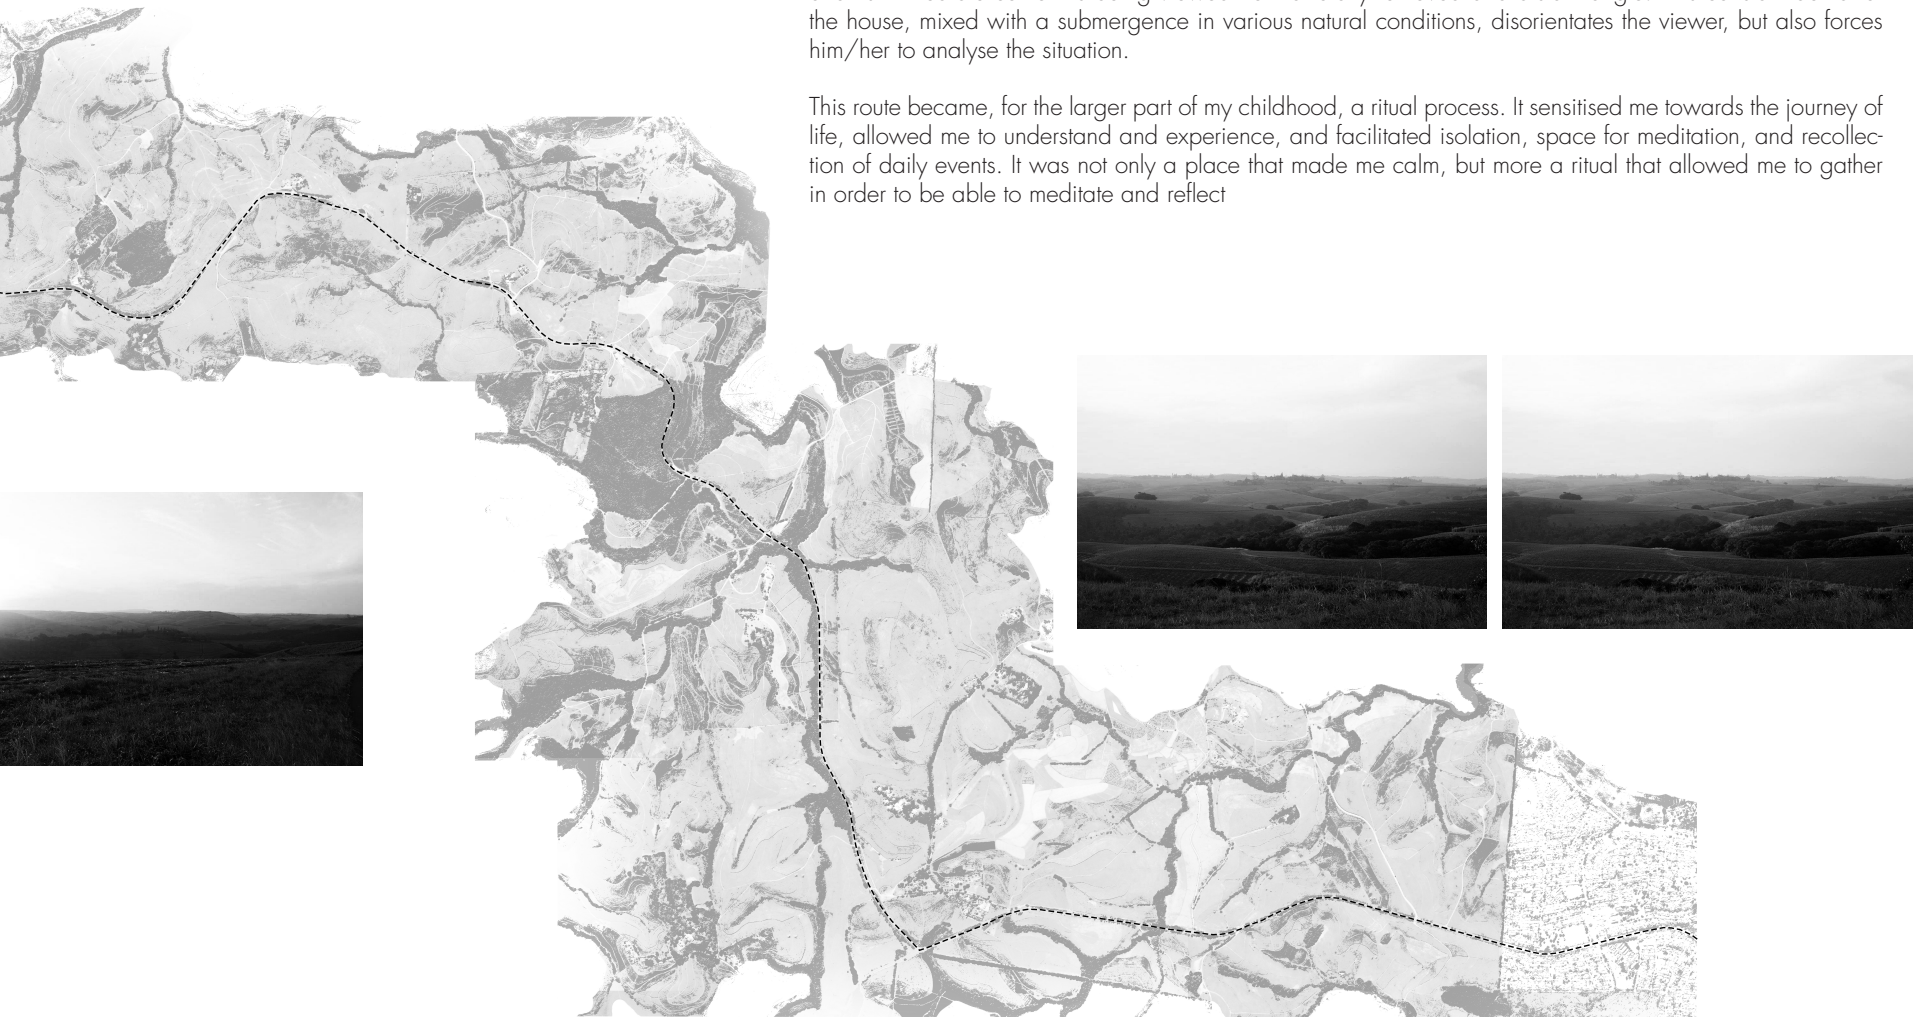 the house, mixed with a submergence in various natural conditions, disorientates the viewer, but also forces
him/her to analyse the situation.
This route became, for the larger part of my childhood, a ritual process. It sensitised me towards the journey of
life, allowed me to understand and experience, and facilitated isolation, space for meditation, and recollec-
tion of daily events. It was not only a place that made me calm, but more a ritual that allowed me to gather
in order to be able to meditate and reflect